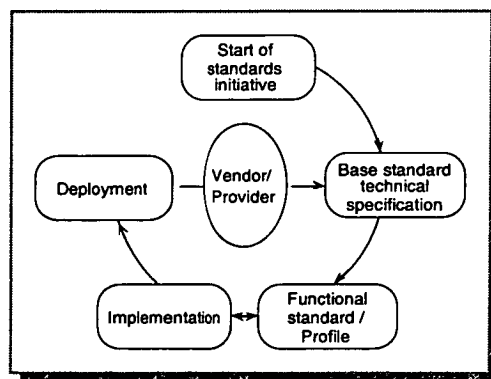 Start of
standards
initiative
Deployment
Vendor/
Provider
Base standard
technical
specification
Implementation
Functional
standard /
Profile